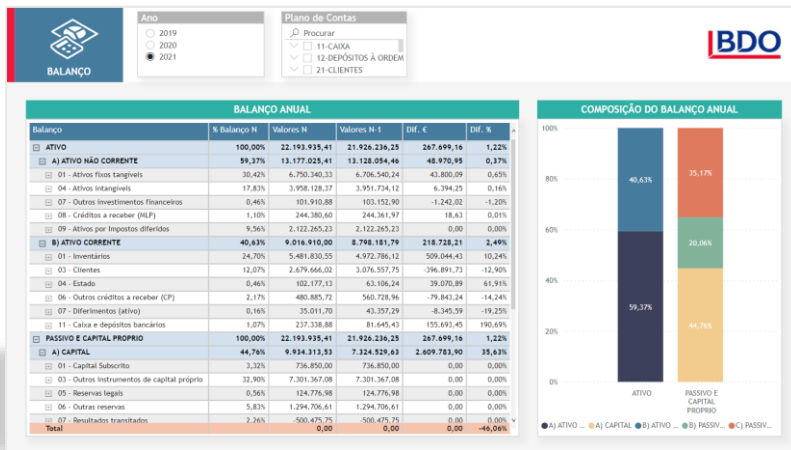 BALANÇO
Ano
2019
2020
2021
Plano de Contas
Procurar
11-CAIXA
12-DEPÓSITOS À ORDEM
21-CLIENTES
BDO
BALANÇO ANUAL
Balanço % Balanço N Valores N Valores N-1 Dif. € Dif. %
ATIVO 100,00% 22.193.935,41 21.926.236,25 267.699,16 1,22%
A) ATIVO NÃO CORRENTE 59,37% 13.177.025,41 13.128.054,46 48.970,95 0,37%
01 - Ativos fixos tangíveis 30,42% 6.750.340,33 6.706.540,24 43.800,09 0,65%
04 - Ativos intangíveis 17,83% 3.958.128,37 3.951.734,12 6.394,25 0,16%
07 - Outros investimentos financeiros 0,46% 101.910,88 103.152,90 -1.242,02 -1,20%
08 - Créditos a receber (MLP) 1,10% 244.380,60 244.361,97 18,63 0,01%
09 - Ativos por impostos diferidos 9,56% 2.122.265,23 2.122.265,23 0,00 0,00%
B) ATIVO CORRENTE 40,63% 9.016.910,00 8.798.181,79 218.728,21 2,49%
01 - Inventários 24,70% 5.481.830,55 4.972.786,12 509.044,43 10,24%
03 - Clientes 12,07% 2.679.666,02 3.076.557,75 -396.891,73 -12,90%
04 - Estado 0,46% 102.177,13 63.106,24 39.070,89 61,91%
06 - Outros créditos a receber (CP) 2,17% 480.885,72 560.728,96 -79.843,24 -14,24%
07 - Diferimentos (ativo) 0,16% 35.011,70 43.357,29 -8.345,59 -19,25%
11 - Caixa e depósitos bancários 1,07% 237.338,88 81.645,43 155.693,45 190,69%
PASSIVO E CAPITAL PROPRIO 100,00% 22.193.935,41 21.926.236,25 267.699,16 1,22%
A) CAPITAL 44,76% 9.934.313,53 7.324.529,63 2.609.783,90 35,63%
01 - Capital Subscrito 3,32% 736.850,00 736.850,00 0,00 0,00%
03 - Outros instrumentos de capital próprio 32,90% 7.301.367,08 7.301.367,08 0,00 0,00%
05 - Reservas legais 0,56% 124.776,98 124.776,98 0,00 0,00%
06 - Outras reservas 5,83% 1.294.706,61 1.294.706,61 0,00 0,00%
07 - Resultados transitados 2,26% -500.475,75 -500.475,75 0,00 0,00%
Total 0,00 0,00 0,00 -46,06%
COMPOSIÇÃO DO BALANÇO ANUAL
100%
80%
60%
40%
20%
0%
40,63%
59,37%
35,17%
20,06%
44,76%
ATIVO
PASSIVO E
CAPITAL
PROPRIO
A) ATIVO ... A) CAPITAL B) ATIVO ... B) PASSIV... C) PASSIV...